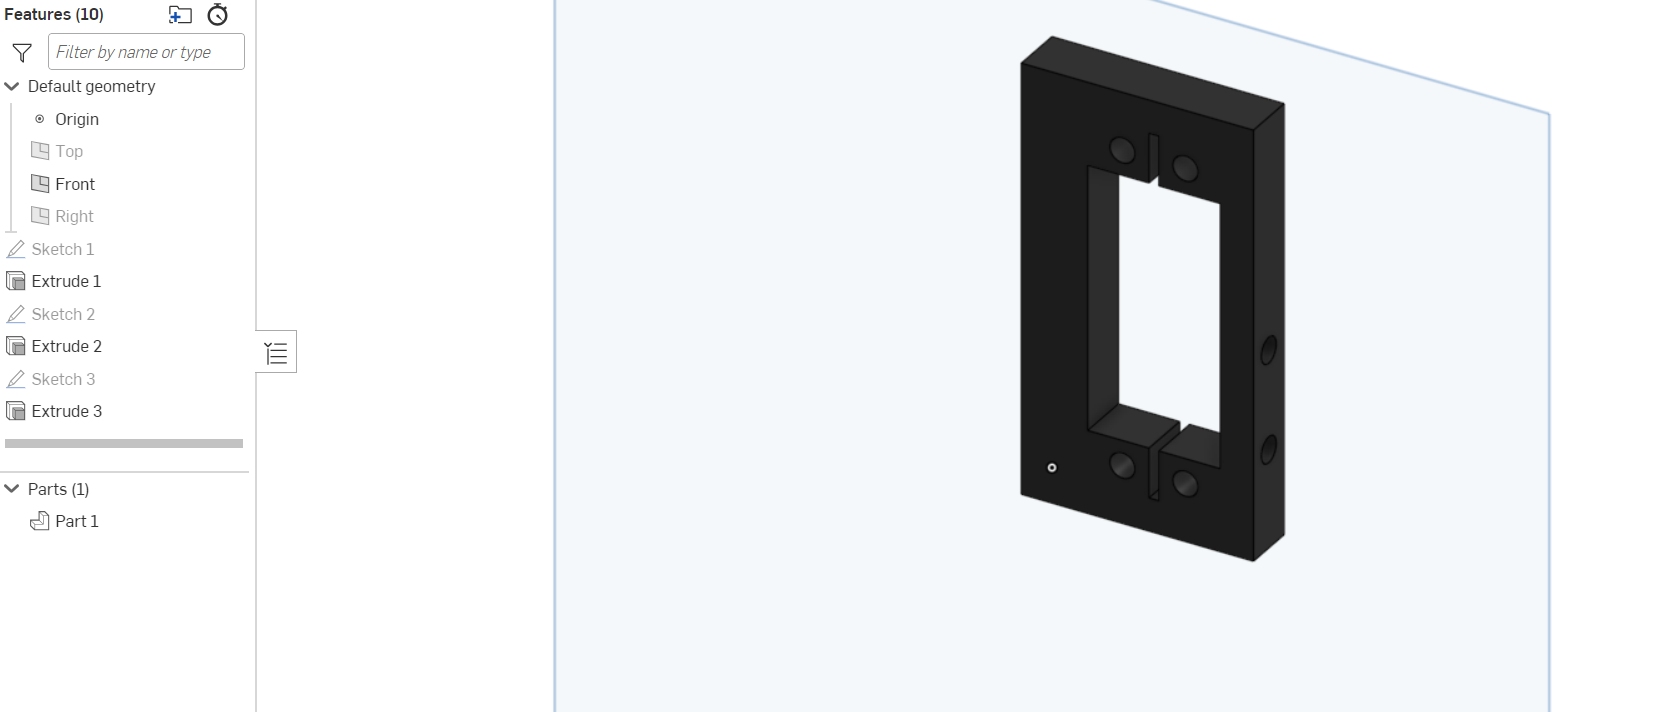 Features (10)
Filter by name or type
Default geometry
Origin
Top
Front
Right
Sketch 1
Extrude 1
Sketch 2
Extrude 2
Sketch 3
Extrude 3
Parts (1)
Part 1